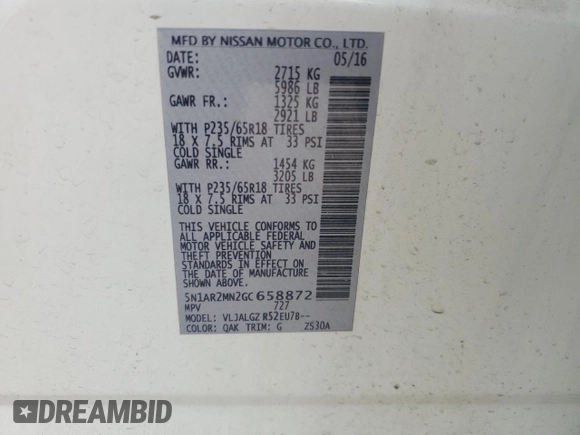 MFD BY NISSAN MOTOR CO., LTD.
DATE: 05/16
GVWR: 2715 KG
5986 LB
GAWR FR.: 1325 KG
2921 LB
WITH P235/65R18 TIRES
18 X 7.5 RIMS AT 33 PSI
COLD SINGLE
GAWR RR.: 1454 KG
3205 LB
WITH P235/65R18 TIRES
18 X 7.5 RIMS AT 33 PSI
COLD SINGLE
THIS VEHICLE CONFORMS TO
ALL APPLICABLE FEDERAL
MOTOR VEHICLE SAFETY AND
THEFT PREVENTION
STANDARDS IN EFFECT ON
THE DATE OF MANUFACTURE
SHOWN ABOVE.
5N1AR2MN2GC658872
MPV 727
MODEL: VLJALGZ R52EU7B--
COLOR: QAK TRIM: G ZS30A
DREAMBID